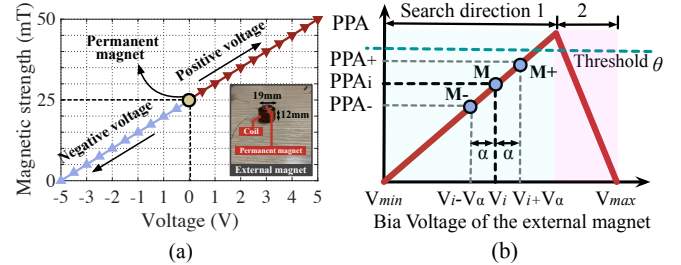 Magnetic strength (mT)
50
25
0
Permanent
magnet
Positive voltage
Negative voltage
19mm
12mm
Coil
Permanent magnet
External magnet
-5 -4 -3 -2 -1 0 1 2 3 4 5
Voltage (V)
(a)
PPA
Search direction 1
2
PPA+
PPAi
PPA-
M-
M
M+
Threshold θ
α
α
Vmin
Vi-Vα
Vi
Vi+Vα
Vmax
Bia Voltage of the external magnet
(b)